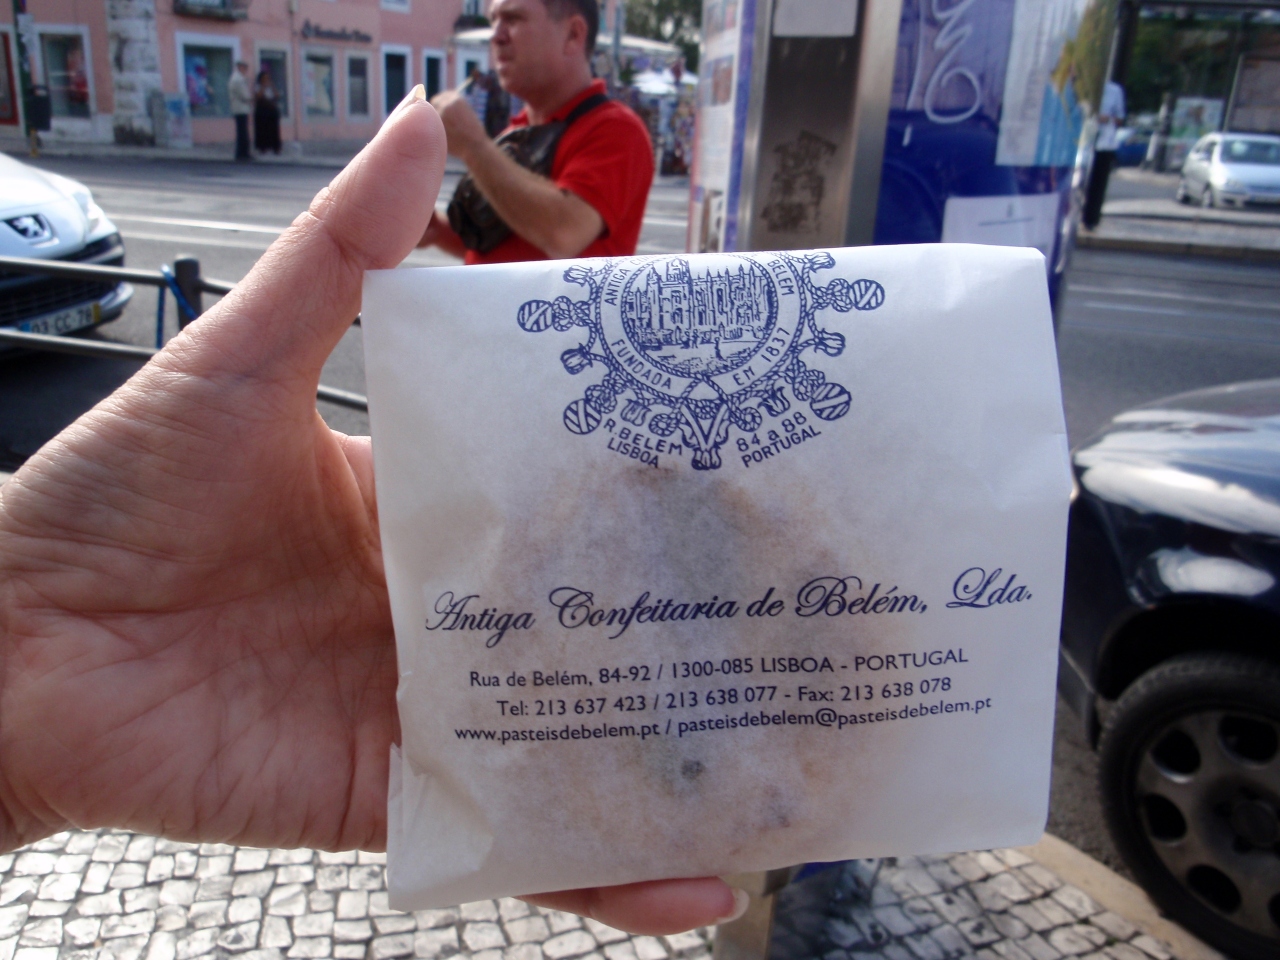 ANTIGA CO BELEM
FUNDADA EM 1837
R. BELEM 84 a 88
LISBOA PORTUGAL
Antiga Confeitaria de Belém, Lda.
Rua de Belém, 84-92 / 1300-085 LISBOA - PORTUGAL
Tel: 213 637 423 / 213 638 077 - Fax: 213 638 078
www.pasteisdebelem.pt / pasteisdebelem@pasteisdebelem.pt